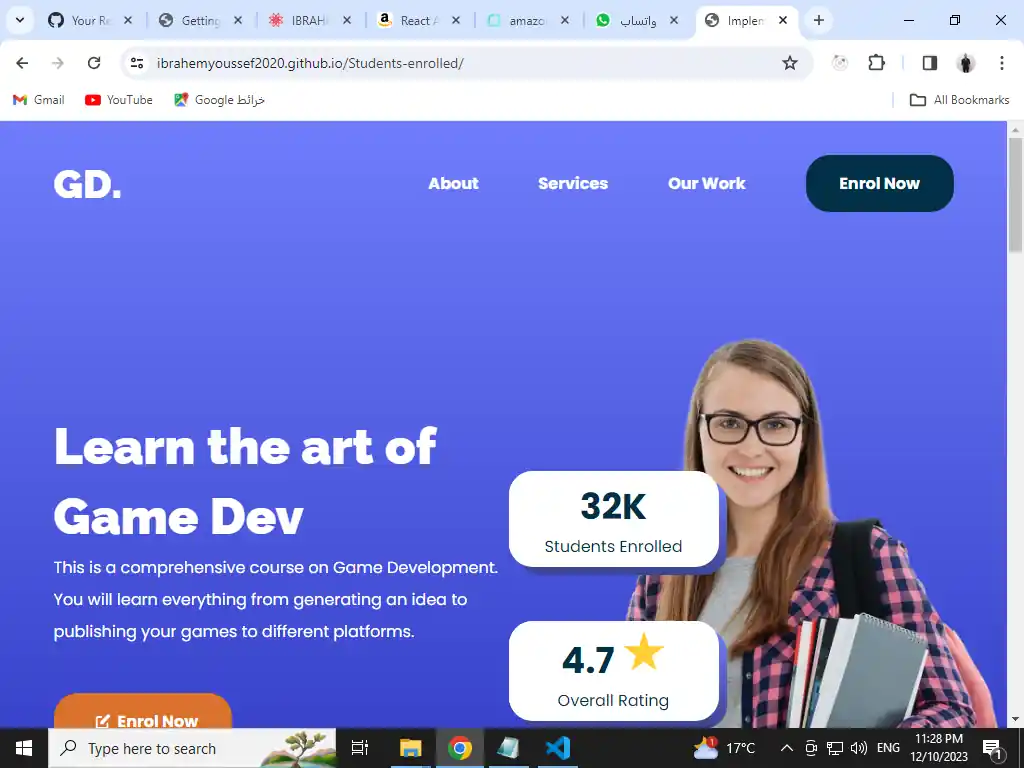 Your Re
Getting
IBRAH
React A
amazo
واتساب
Implem
ibrahemyoussef2020.github.io/Students-enrolled/
Gmail
YouTube
Google خرائط
All Bookmarks
GD.
About
Services
Our Work
Enrol Now
Learn the art of
Game Dev
This is a comprehensive course on Game Development.
You will learn everything from generating an idea to
publishing your games to different platforms.
Enrol Now
32K
Students Enrolled
4.7
Overall Rating
Type here to search
17°C
ENG
11:28 PM
12/10/2023
1